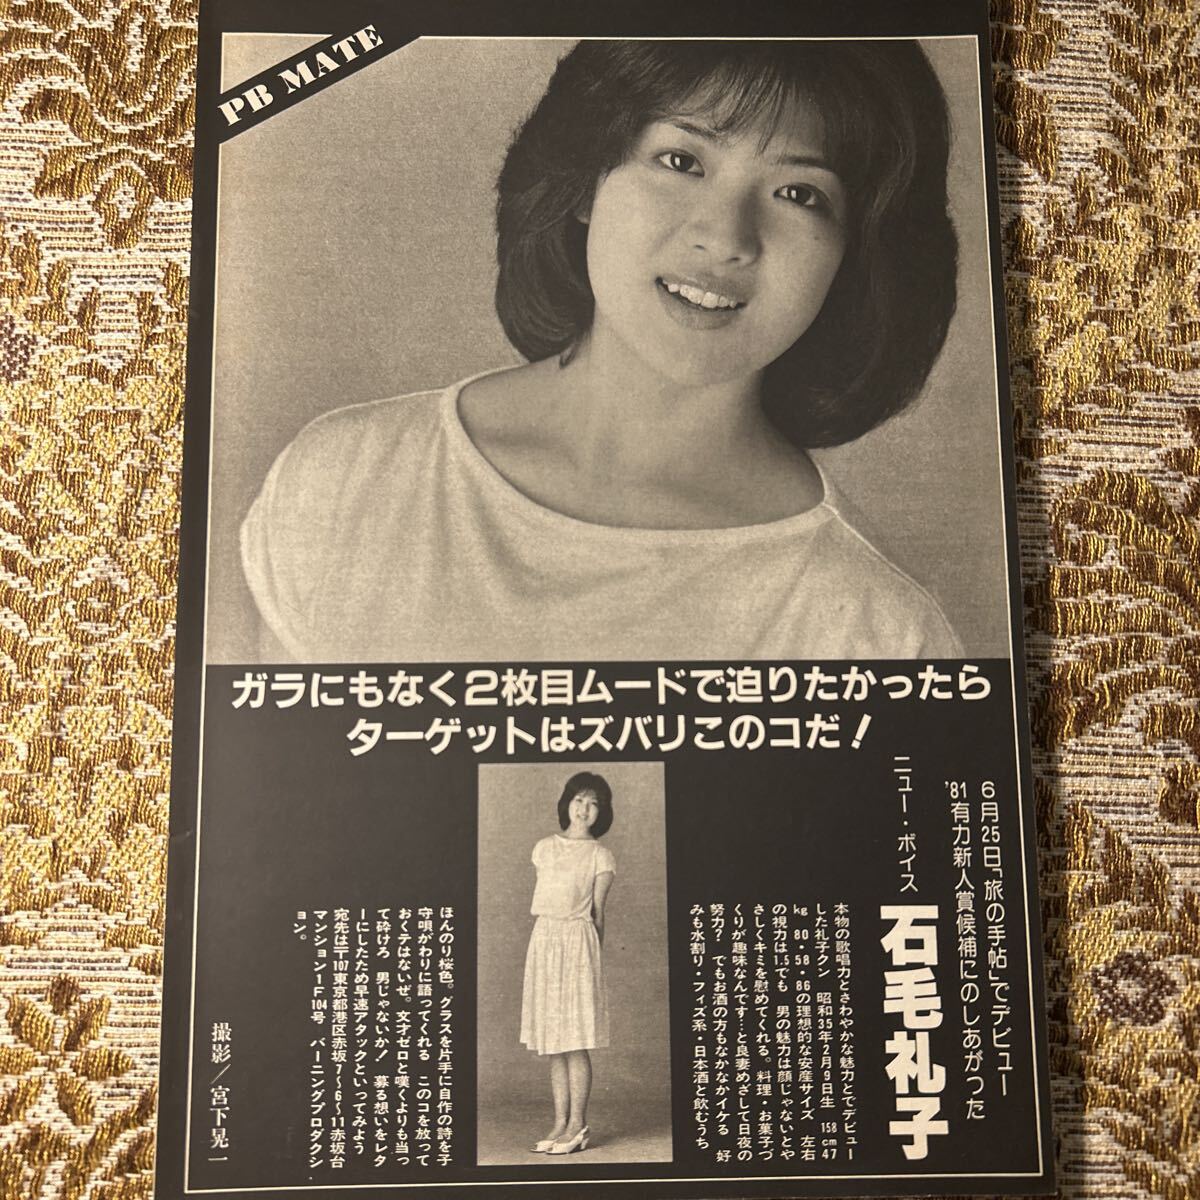 PB MATE
ガラにもなく2枚目ムードで迫りたかったら
ターゲットはズバリこのコだ！
6月25日「旅の手帖」でデビュー
'81有力新人賞候補にのしあがった
ニュー・ボイス 石毛礼子
本物の歌唱力とさわやかな魅力とでデビュー
した礼子クン 昭和35年2月9日生 158cm47
kg 80・58・86の理想的な安産サイズ 左右
の視力は1.5でも 男の魅力は顔じゃないとや
さしくキミを慰めてくれる。料理・お菓子づ
くりが趣味なんです…と良妻めざして日夜の
努力？ でもお酒の方もなかなかイケる 好
みも水割り・フィズ系・日本酒と飲むうち
ほんのり桜色。グラスを片手に自作の詩を子
守唄がわりに語ってくれる このコを放って
おくテはないぜ。文才ゼロと嘆くよりも当っ
て砕けろ 男じゃないか！ 募る想いをレタ
ーにしたため早速アタックといってみよう
宛先は〒107東京都港区赤坂7〜6〜11赤坂台
マンション1F104号 バーニングプロダクシ
ョン。
撮影／宮下晃一